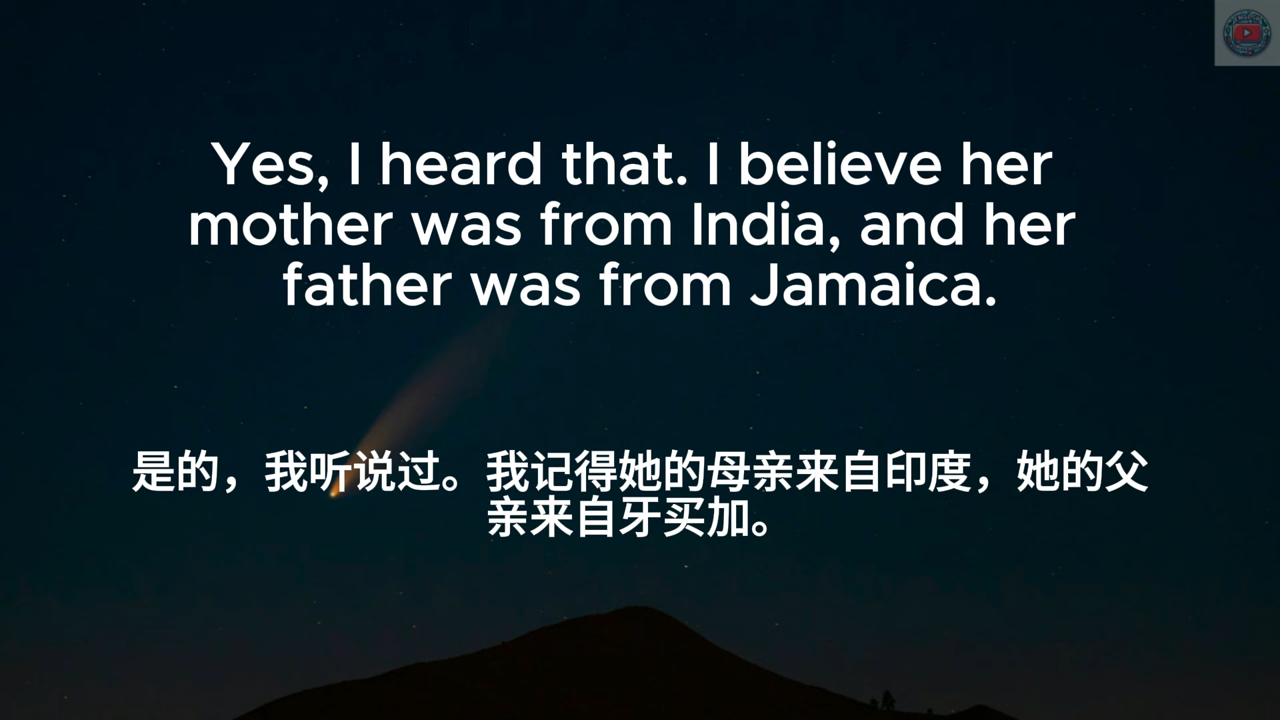 Yes, I heard that. I believe her
mother was from India, and her
father was from Jamaica.
是的，我听说过。我记得她的母亲来自印度，她的父
亲来自牙买加。